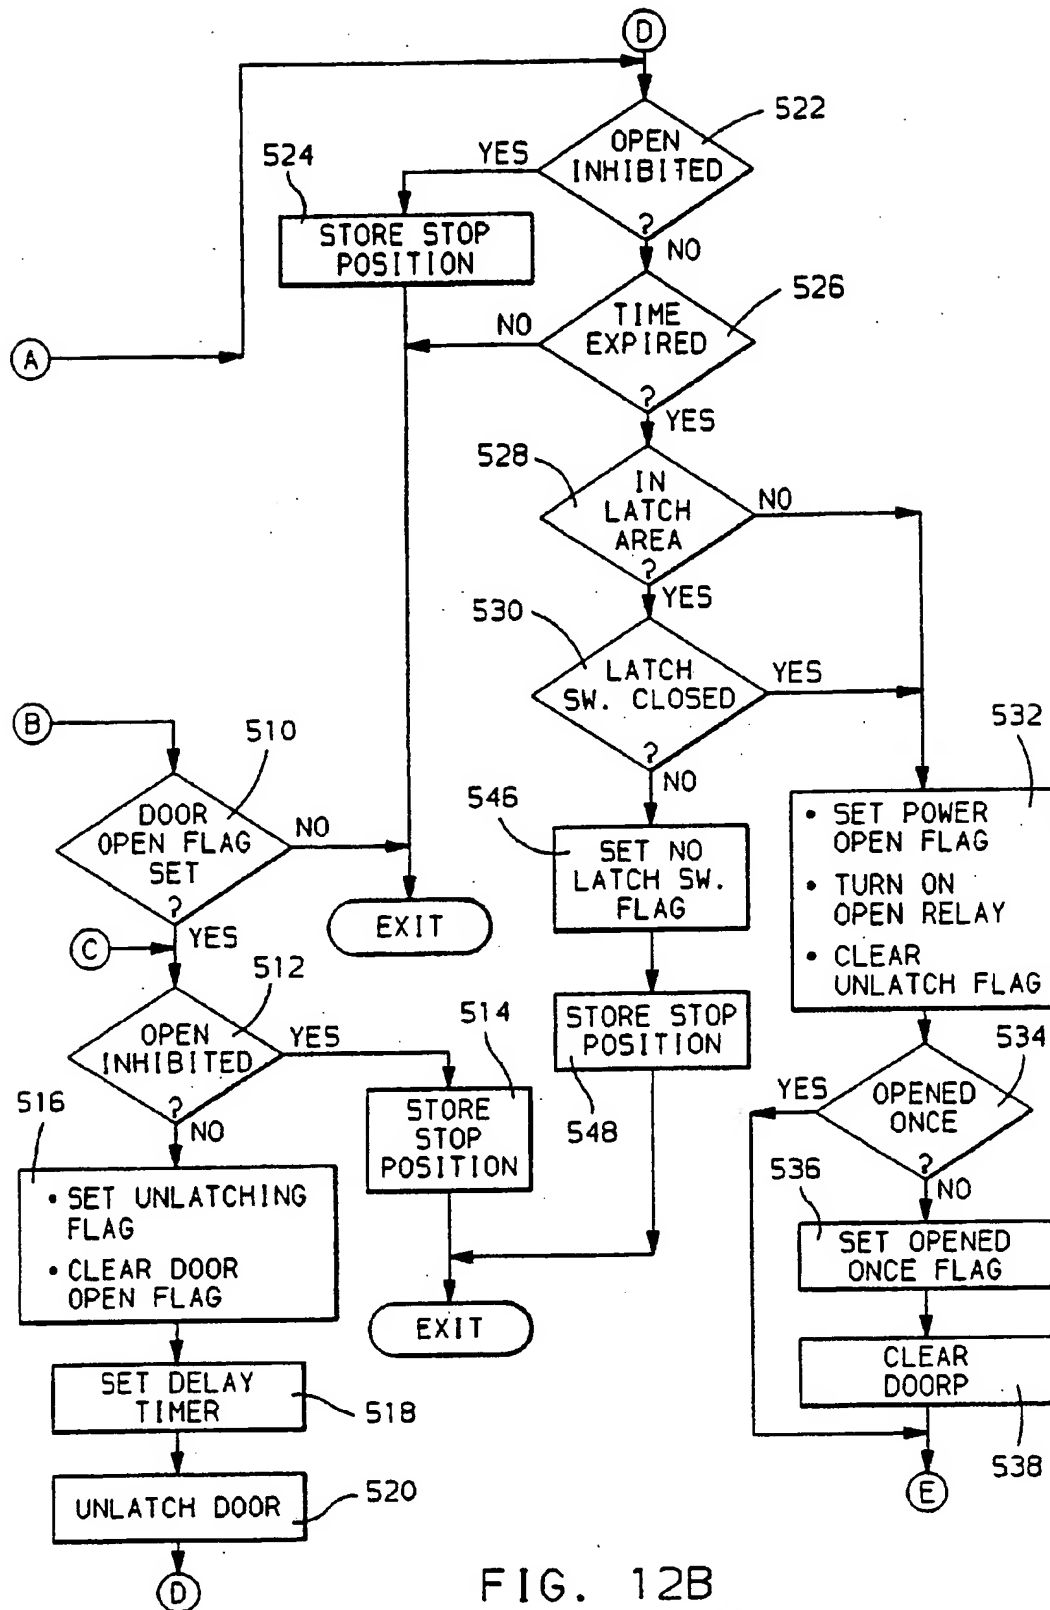 D
522
OPEN
INHIBITED
?
YES
NO
524
STORE STOP
POSITION
526
TIME
EXPIRED
?
NO
YES
A
528
IN
LATCH
AREA
?
NO
YES
530
LATCH
SW. CLOSED
?
YES
NO
B
510
DOOR
OPEN FLAG
SET
?
NO
YES
EXIT
546
SET NO
LATCH SW.
FLAG
532
• SET POWER
OPEN FLAG
• TURN ON
OPEN RELAY
• CLEAR
UNLATCH FLAG
C
512
OPEN
INHIBITED
?
YES
NO
514
STORE
STOP
POSITION
STORE STOP
POSITION
548
534
OPENED
ONCE
?
YES
NO
516
• SET UNLATCHING
FLAG
• CLEAR DOOR
OPEN FLAG
536
SET OPENED
ONCE FLAG
EXIT
CLEAR
DOORP
538
SET DELAY
TIMER
518
UNLATCH DOOR
520
E
D
FIG. 12B